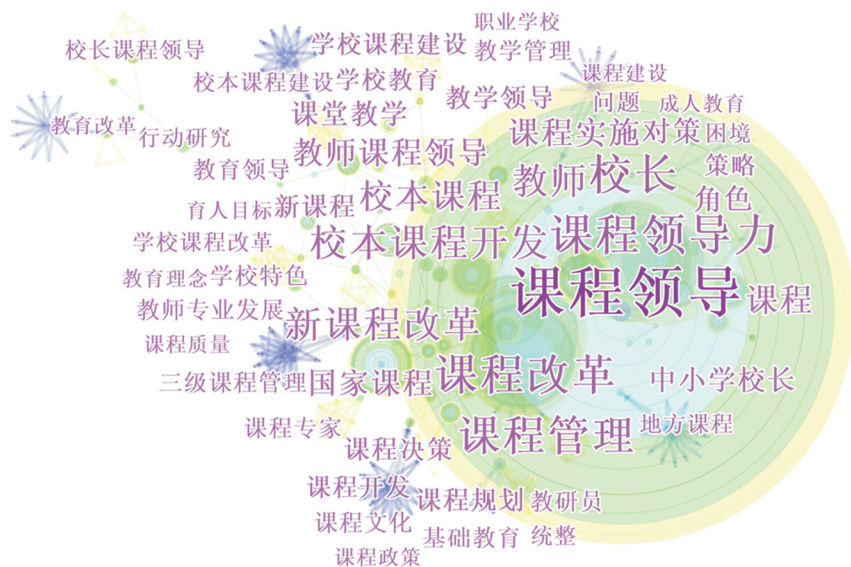 职业学校
校长课程领导
学校课程建设
教学管理
校本课程建设
学校教育
课程建设
教学领导
问题
成人教育
课堂教学
教育改革
行动研究
课程实施
对策
困境
教师课程领导
教育领导
教师
校长
策略
校本课程
角色
育人目标
新课程
学校课程改革
校本课程开发
课程领导力
教育理念
学校特色
课程领导
课程
教师专业发展
新课程改革
课程质量
三级课程管理
国家课程
课程改革
中小学校长
课程专家
课程管理
地方课程
课程决策
课程开发
课程规划
教研员
课程文化
基础教育
统整
课程政策